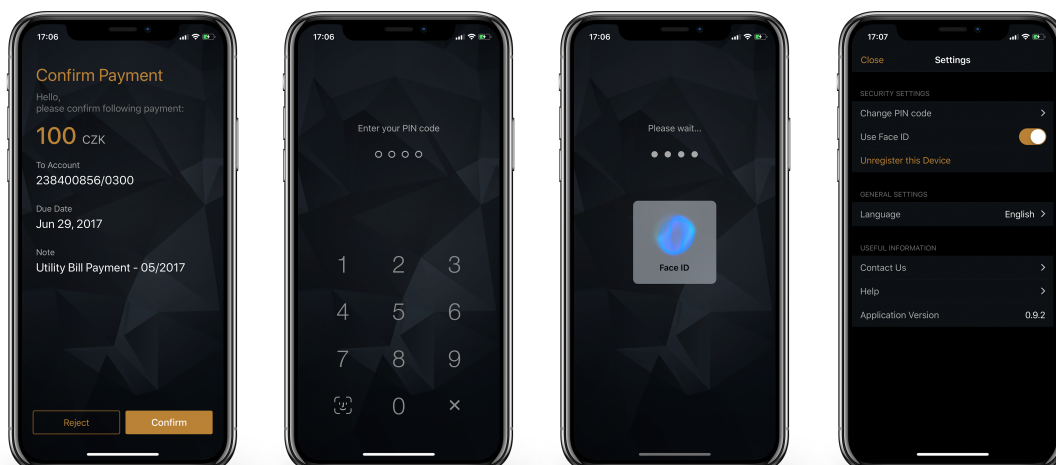 17:06
Confirm Payment
Hello,
please confirm following payment:
100 CZK
To Account
238400856/0300
Due Date
Jun 29, 2017
Note
Utility Bill Payment - 05/2017
Reject
Confirm
17:06
Enter your PIN code
1 2 3
4 5 6
7 8 9
0 ×
17:06
Please wait...
Face ID
17:07
Close
Settings
SECURITY SETTINGS
Change PIN code
Use Face ID
Unregister this Device
GENERAL SETTINGS
Language English
USEFUL INFORMATION
Contact Us
Help
Application Version 0.9.2